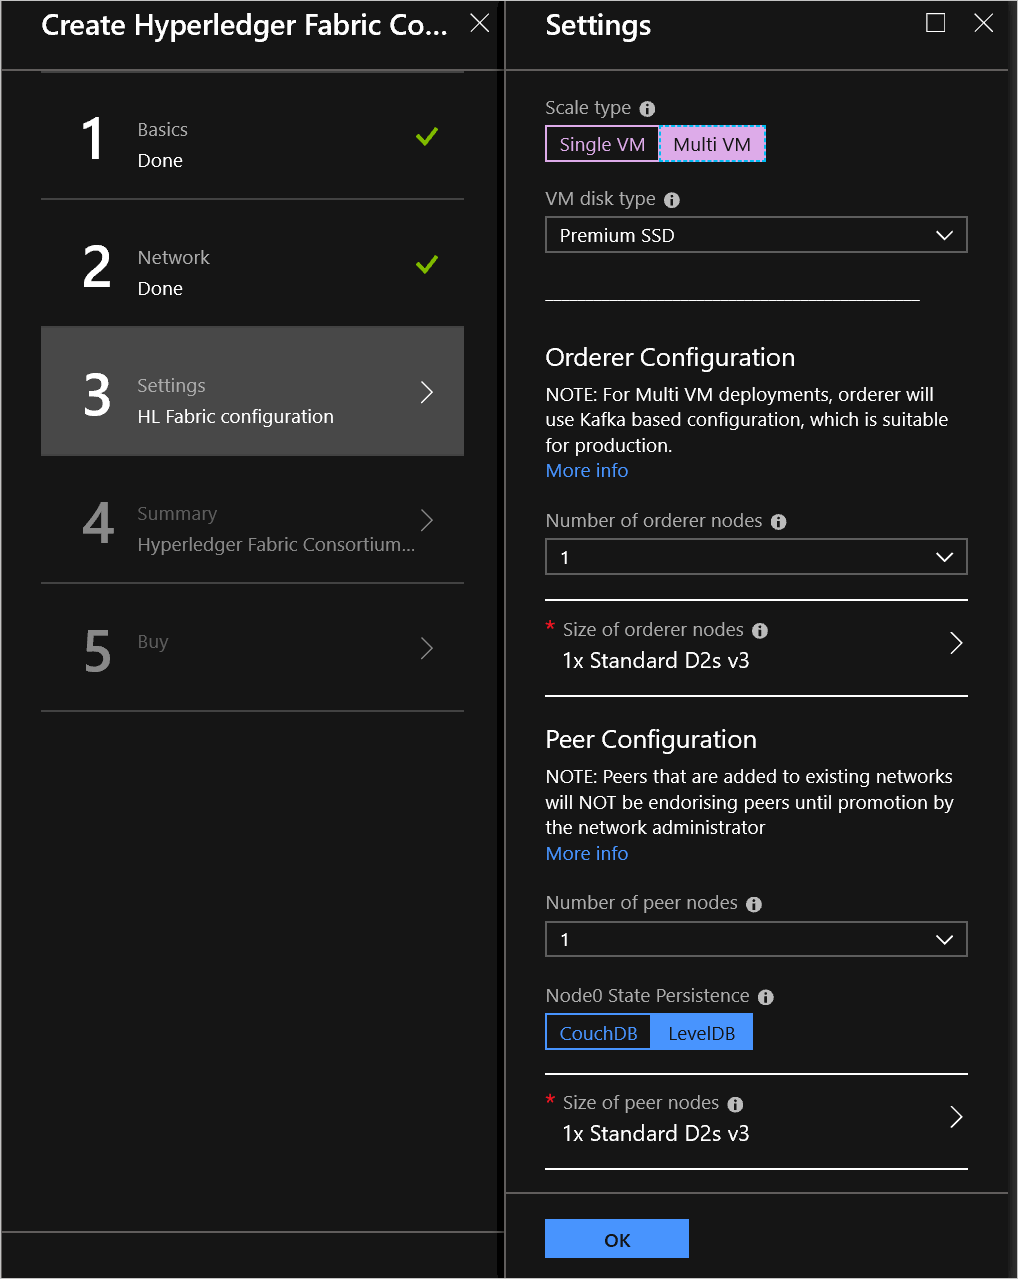 Create Hyperledger Fabric Co...
1
Basics
Done
2
Network
Done
3
Settings
HL Fabric configuration
4
Summary
Hyperledger Fabric Consortium...
5
Buy
Settings
Scale type
Single VM
Multi VM
VM disk type
Premium SSD
Orderer Configuration
NOTE: For Multi VM deployments, orderer will
use Kafka based configuration, which is suitable
for production.
More info
Number of orderer nodes
1
* Size of orderer nodes
1x Standard D2s v3
Peer Configuration
NOTE: Peers that are added to existing networks
will NOT be endorising peers until promotion by
the network administrator
More info
Number of peer nodes
1
Node0 State Persistence
CouchDB
LevelDB
* Size of peer nodes
1x Standard D2s v3
OK